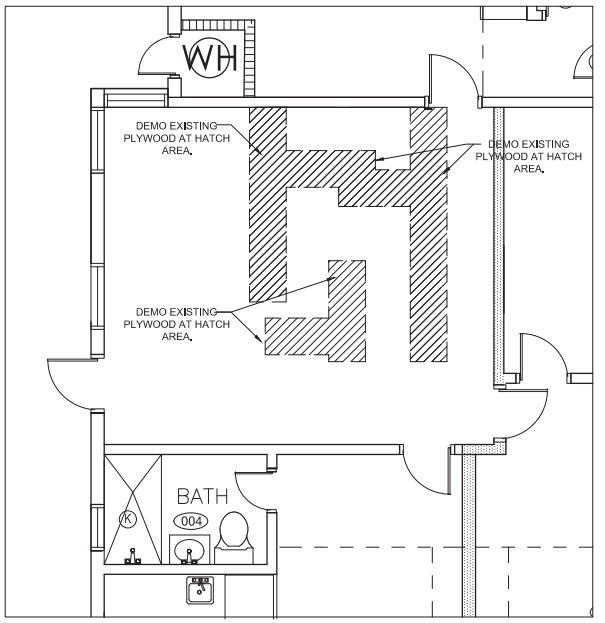 WH
DEMO EXISTING
PLYWOOD AT HATCH
AREA.
DEMO EXISTING
PLYWOOD AT HATCH
AREA.
DEMO EXISTING
PLYWOOD AT HATCH
AREA.
BATH
K
004